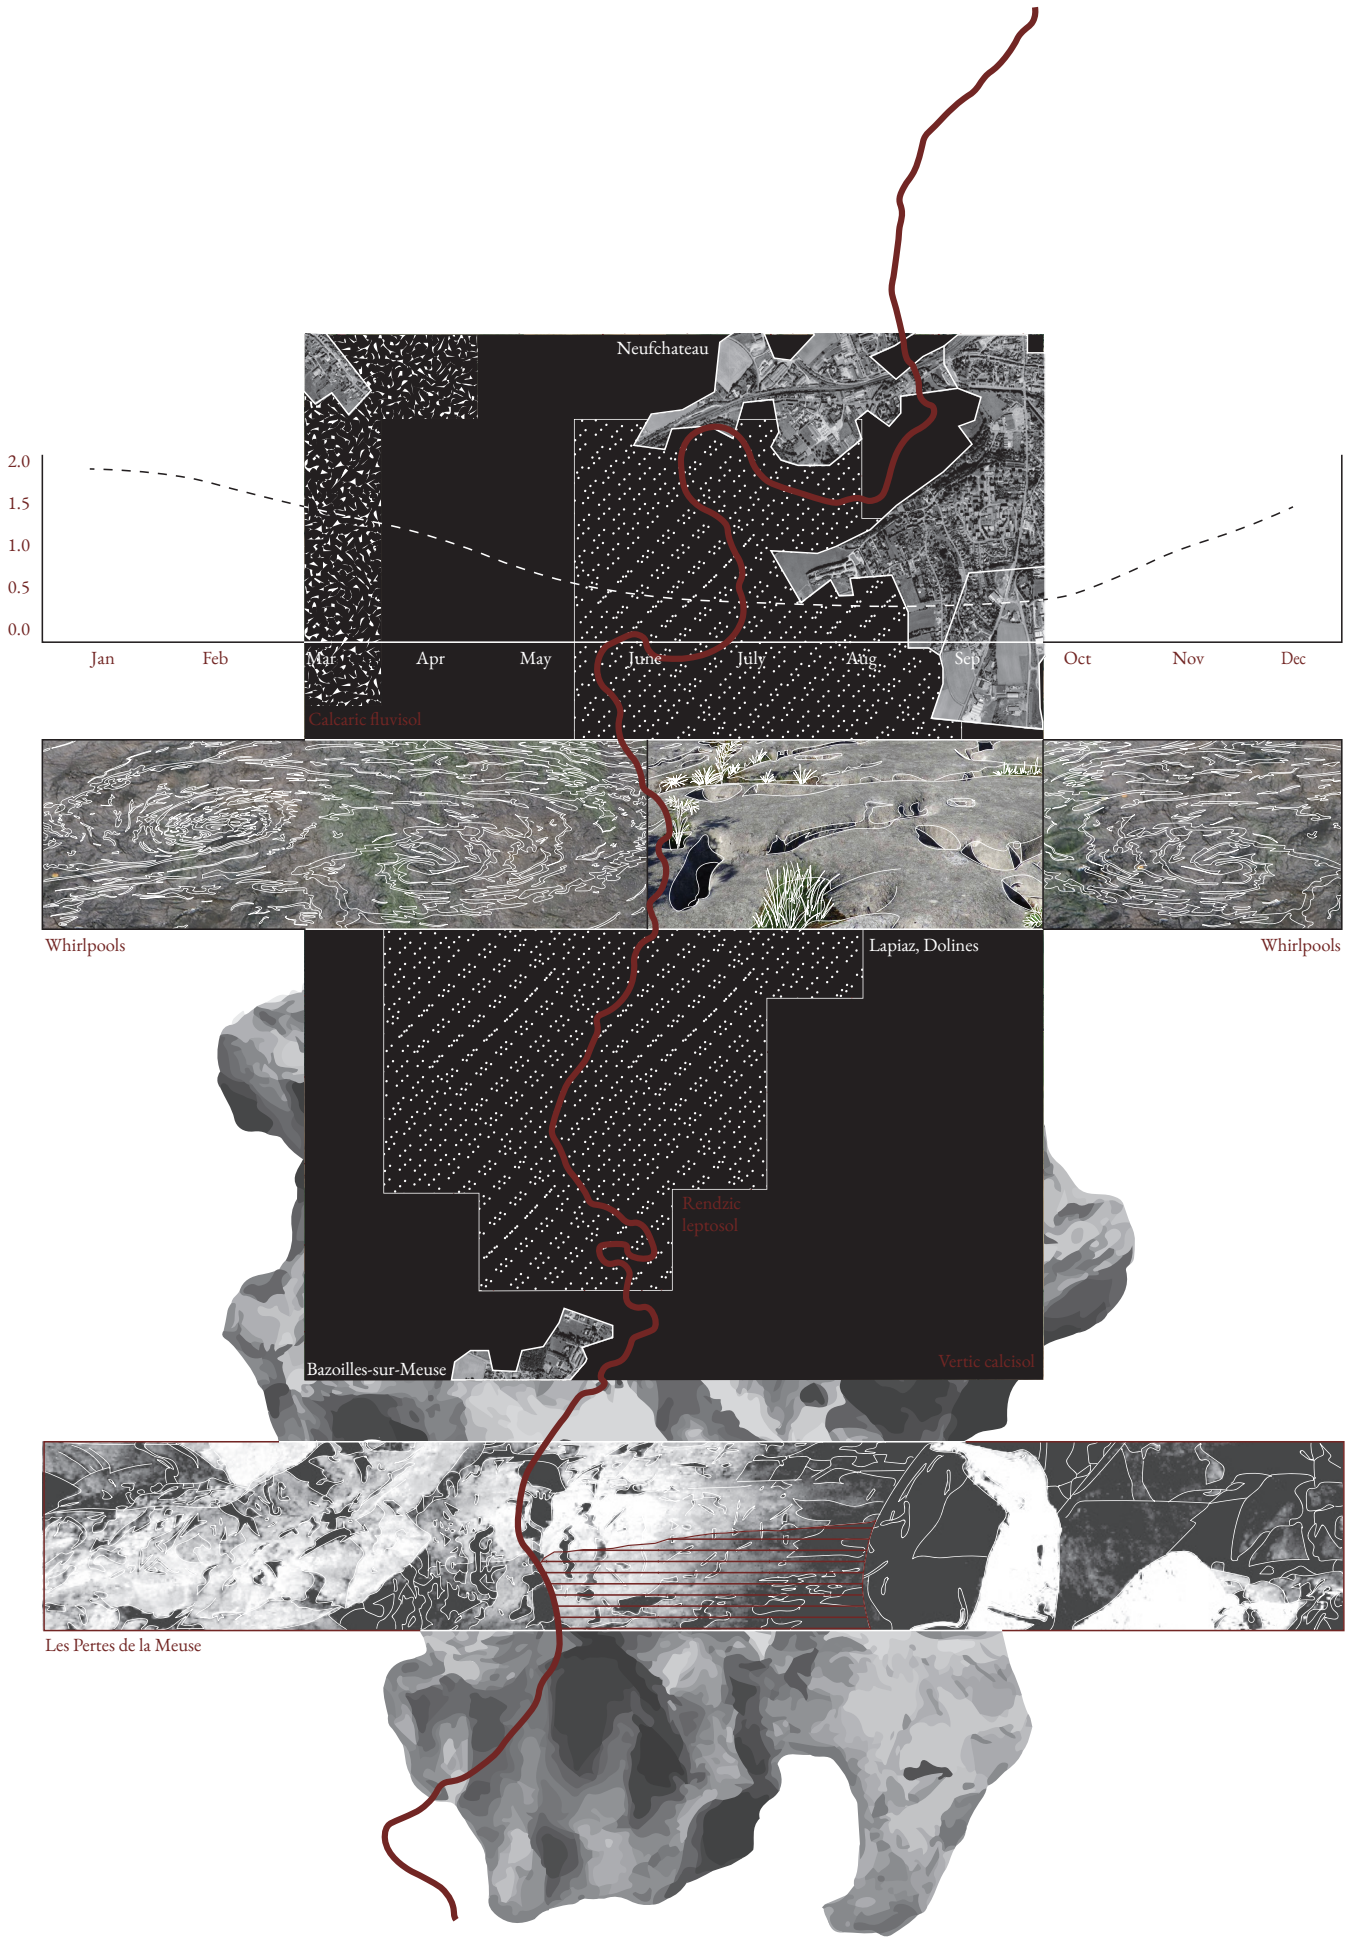 Neufchateau
2.0
1.5
1.0
0.5
0.0
Jan Feb Mar Apr May June July Aug Sep Oct Nov Dec
Calcaric fluvisol
Whirlpools
Lapiaz, Dolines
Whirlpools
Rendzic
leptosol
Vertic calcisol
Bazoilles-sur-Meuse
Les Pertes de la Meuse